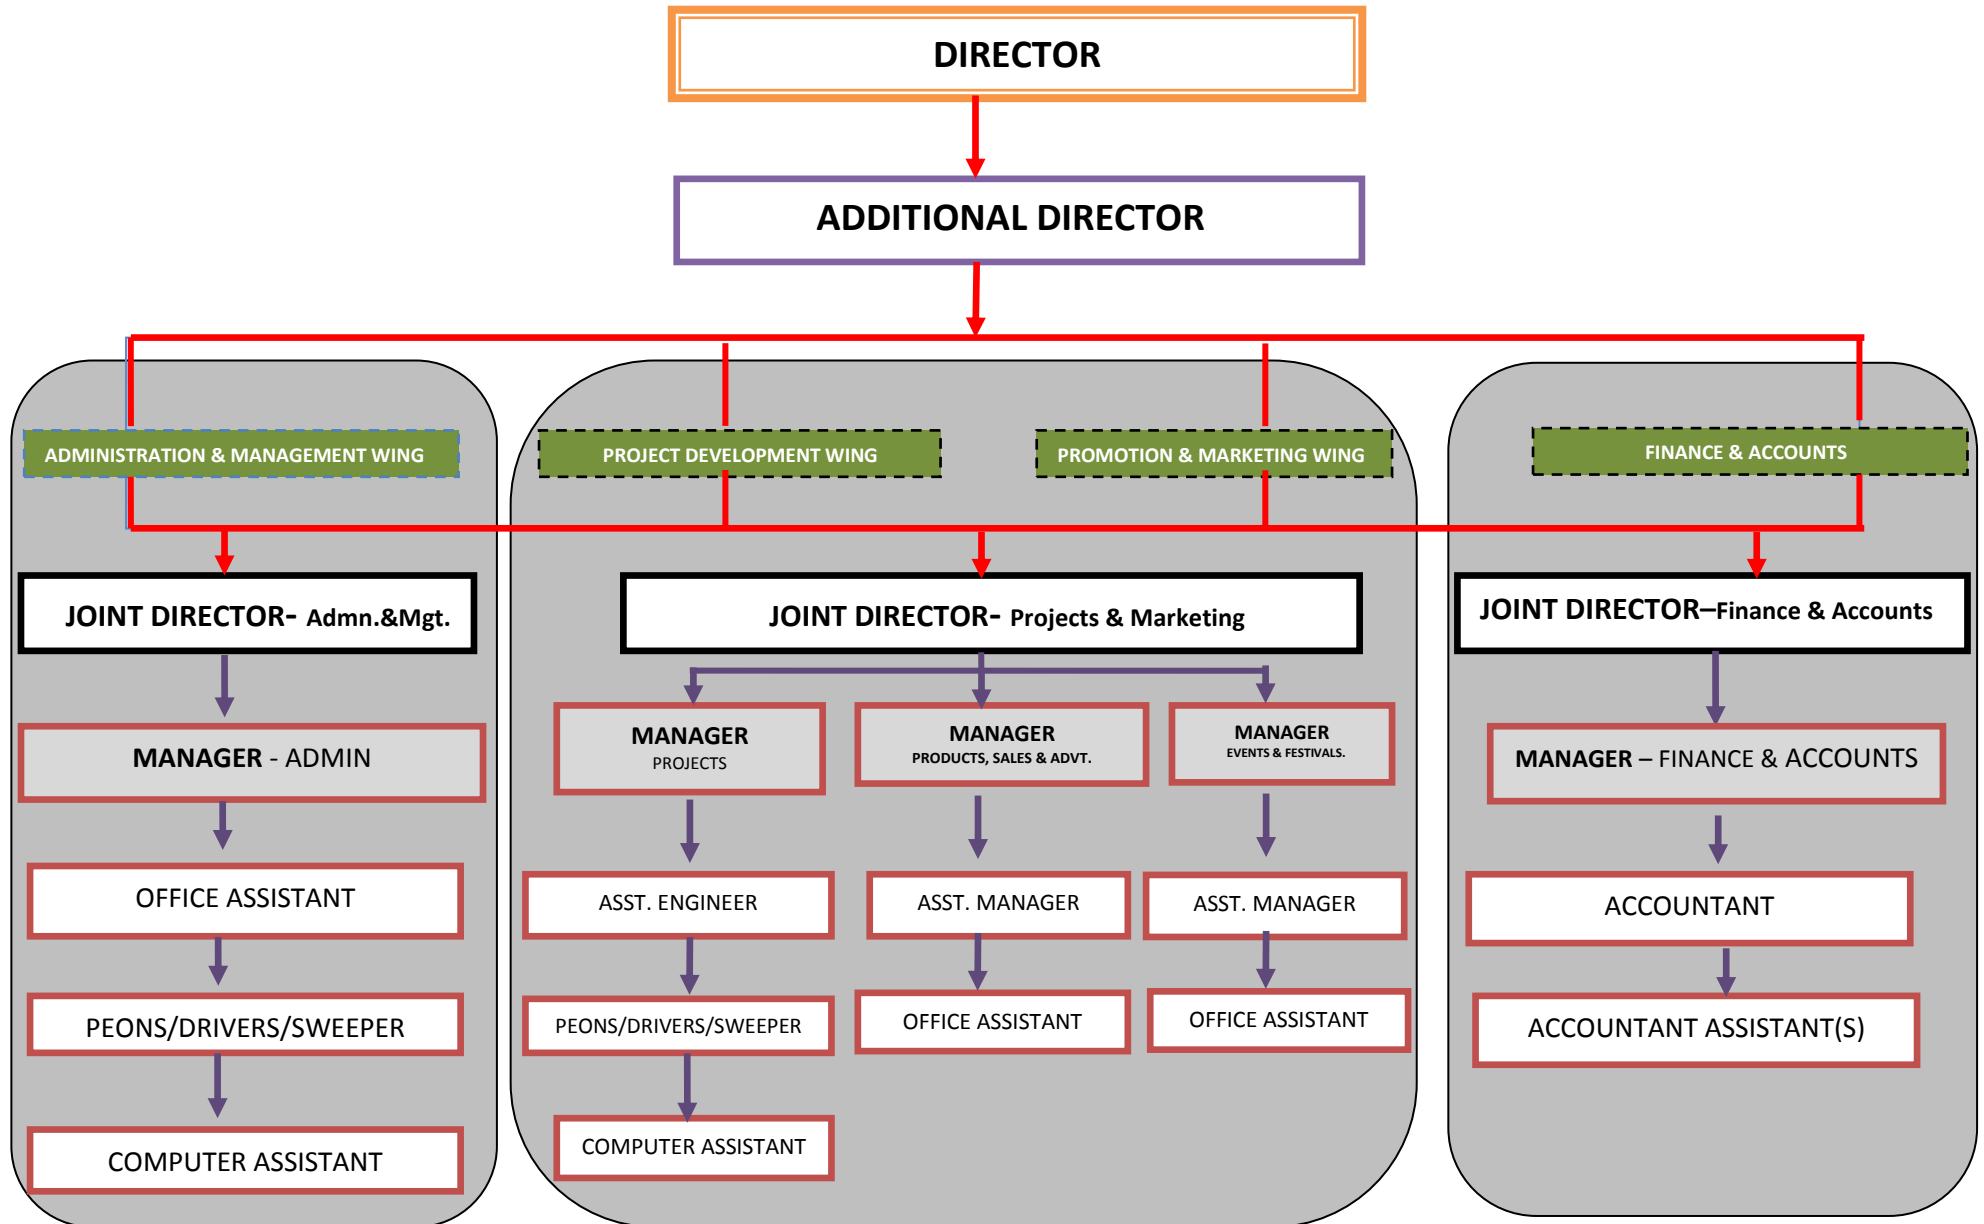 DIRECTOR
ADDITIONAL DIRECTOR
ADMINISTRATION & MANAGEMENT WING
PROJECT DEVELOPMENT WING
PROMOTION & MARKETING WING
FINANCE & ACCOUNTS
JOINT DIRECTOR- Admn.&Mgt.
JOINT DIRECTOR- Projects & Marketing
JOINT DIRECTOR–Finance & Accounts
MANAGER - ADMIN
MANAGER
PROJECTS
MANAGER
PRODUCTS, SALES & ADVT.
MANAGER
EVENTS & FESTIVALS.
MANAGER – FINANCE & ACCOUNTS
OFFICE ASSISTANT
ASST. ENGINEER
ASST. MANAGER
ASST. MANAGER
ACCOUNTANT
PEONS/DRIVERS/SWEEPER
PEONS/DRIVERS/SWEEPER
OFFICE ASSISTANT
OFFICE ASSISTANT
ACCOUNTANT ASSISTANT(S)
COMPUTER ASSISTANT
COMPUTER ASSISTANT